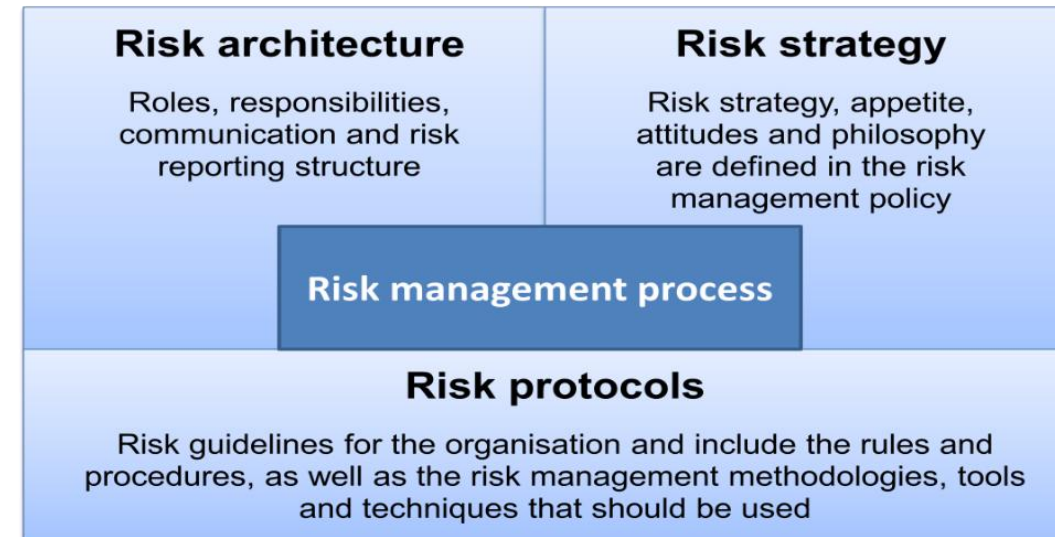 Risk architecture
Roles, responsibilities,
communication and risk
reporting structure
Risk strategy
Risk strategy, appetite,
attitudes and philosophy
are defined in the risk
management policy
Risk management process
Risk protocols
Risk guidelines for the organisation and include the rules and
procedures, as well as the risk management methodologies, tools
and techniques that should be used